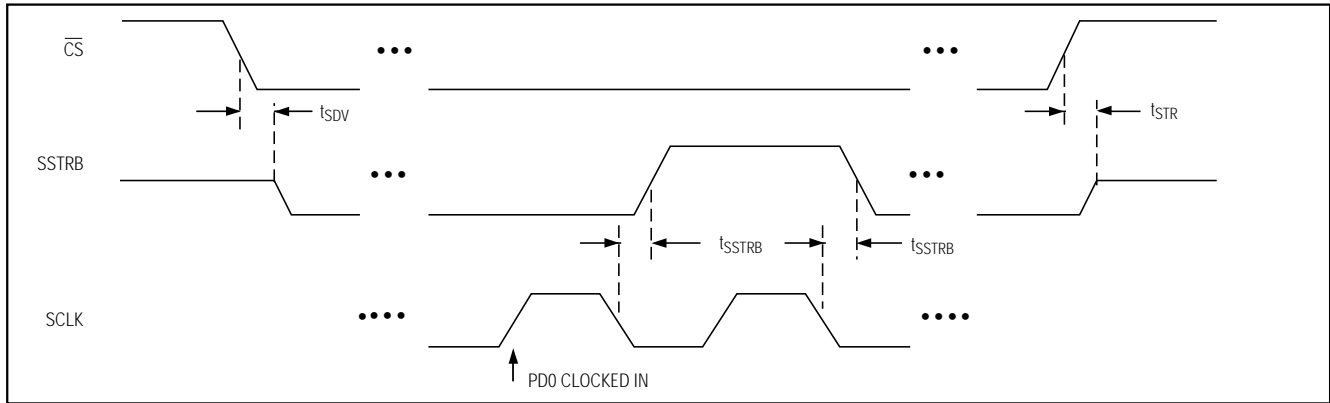 CS
tSDV
tSTR
SSTRB
tSSTRB
tSSTRB
SCLK
PD0 CLOCKED IN